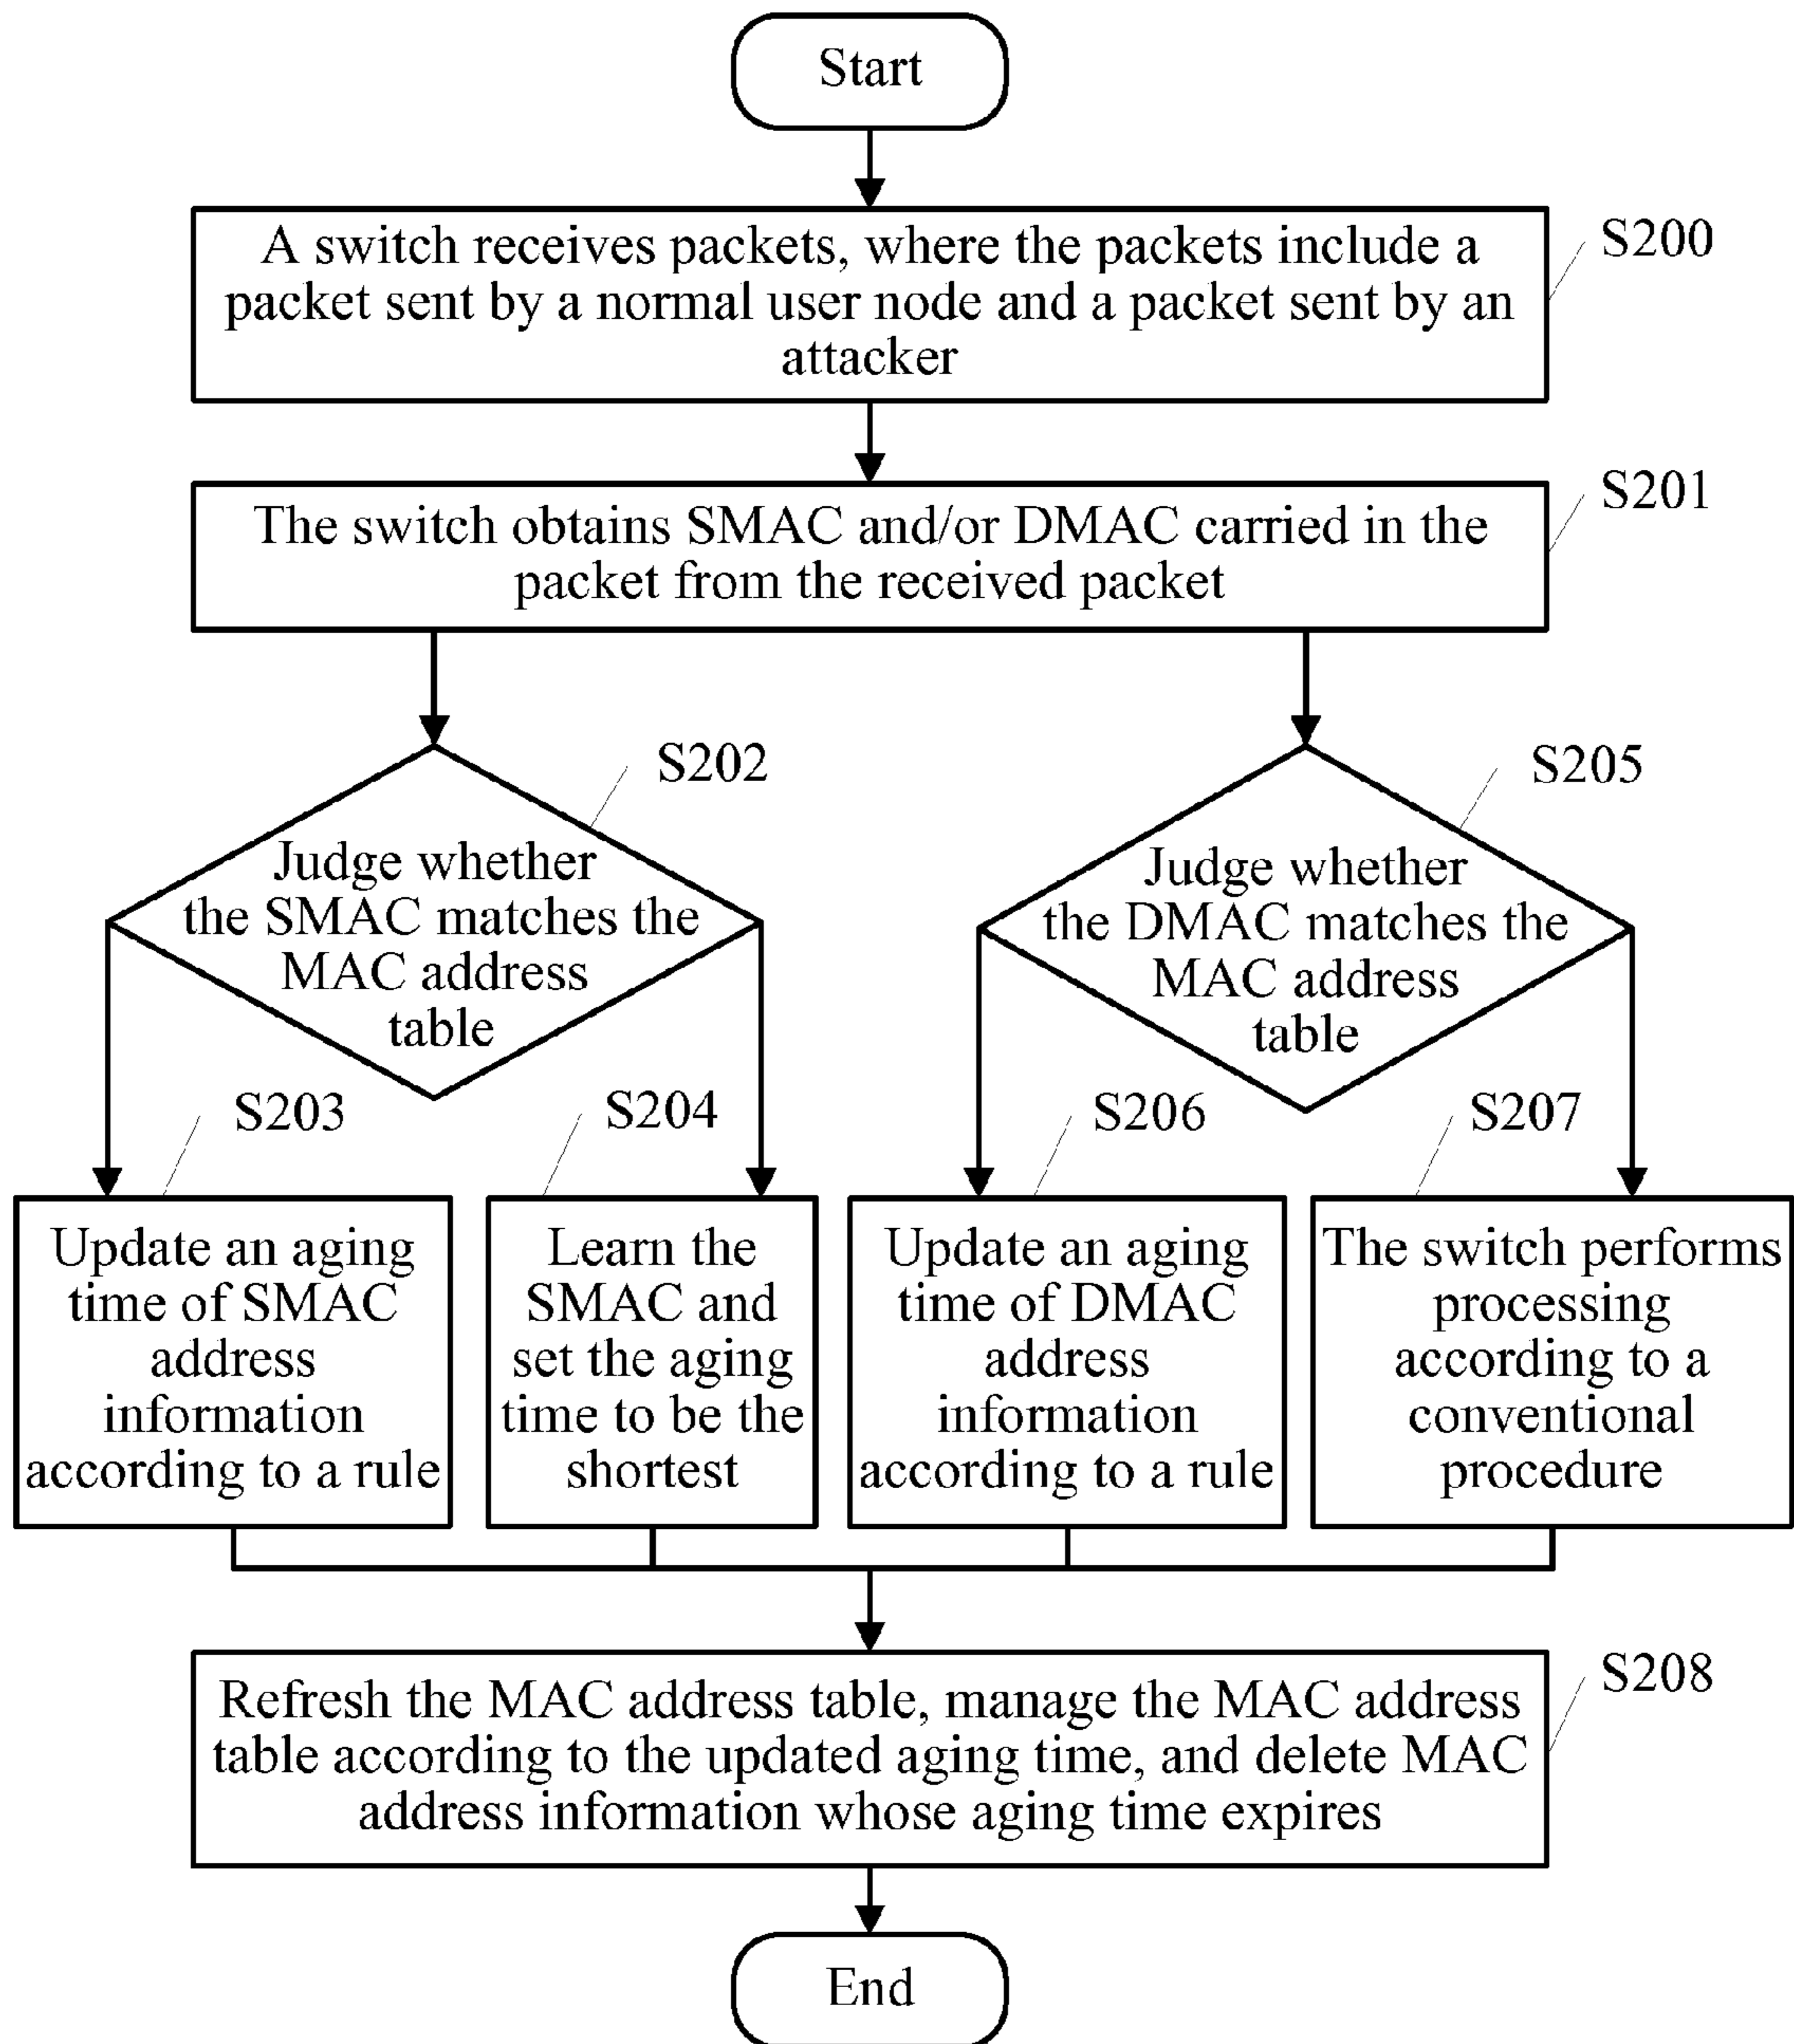 Start
A switch receives packets, where the packets include a
packet sent by a normal user node and a packet sent by an
attacker
S200
The switch obtains SMAC and/or DMAC carried in the
packet from the received packet
S201
Judge whether
the SMAC matches the
MAC address
table
S202
Judge whether
the DMAC matches the
MAC address
table
S205
S203
Update an aging
time of SMAC
address
information
according to a rule
S204
Learn the
SMAC and
set the aging
time to be the
shortest
S206
Update an aging
time of DMAC
address
information
according to a rule
S207
The switch performs
processing
according to a
conventional
procedure
Refresh the MAC address table, manage the MAC address
table according to the updated aging time, and delete MAC
address information whose aging time expires
S208
End